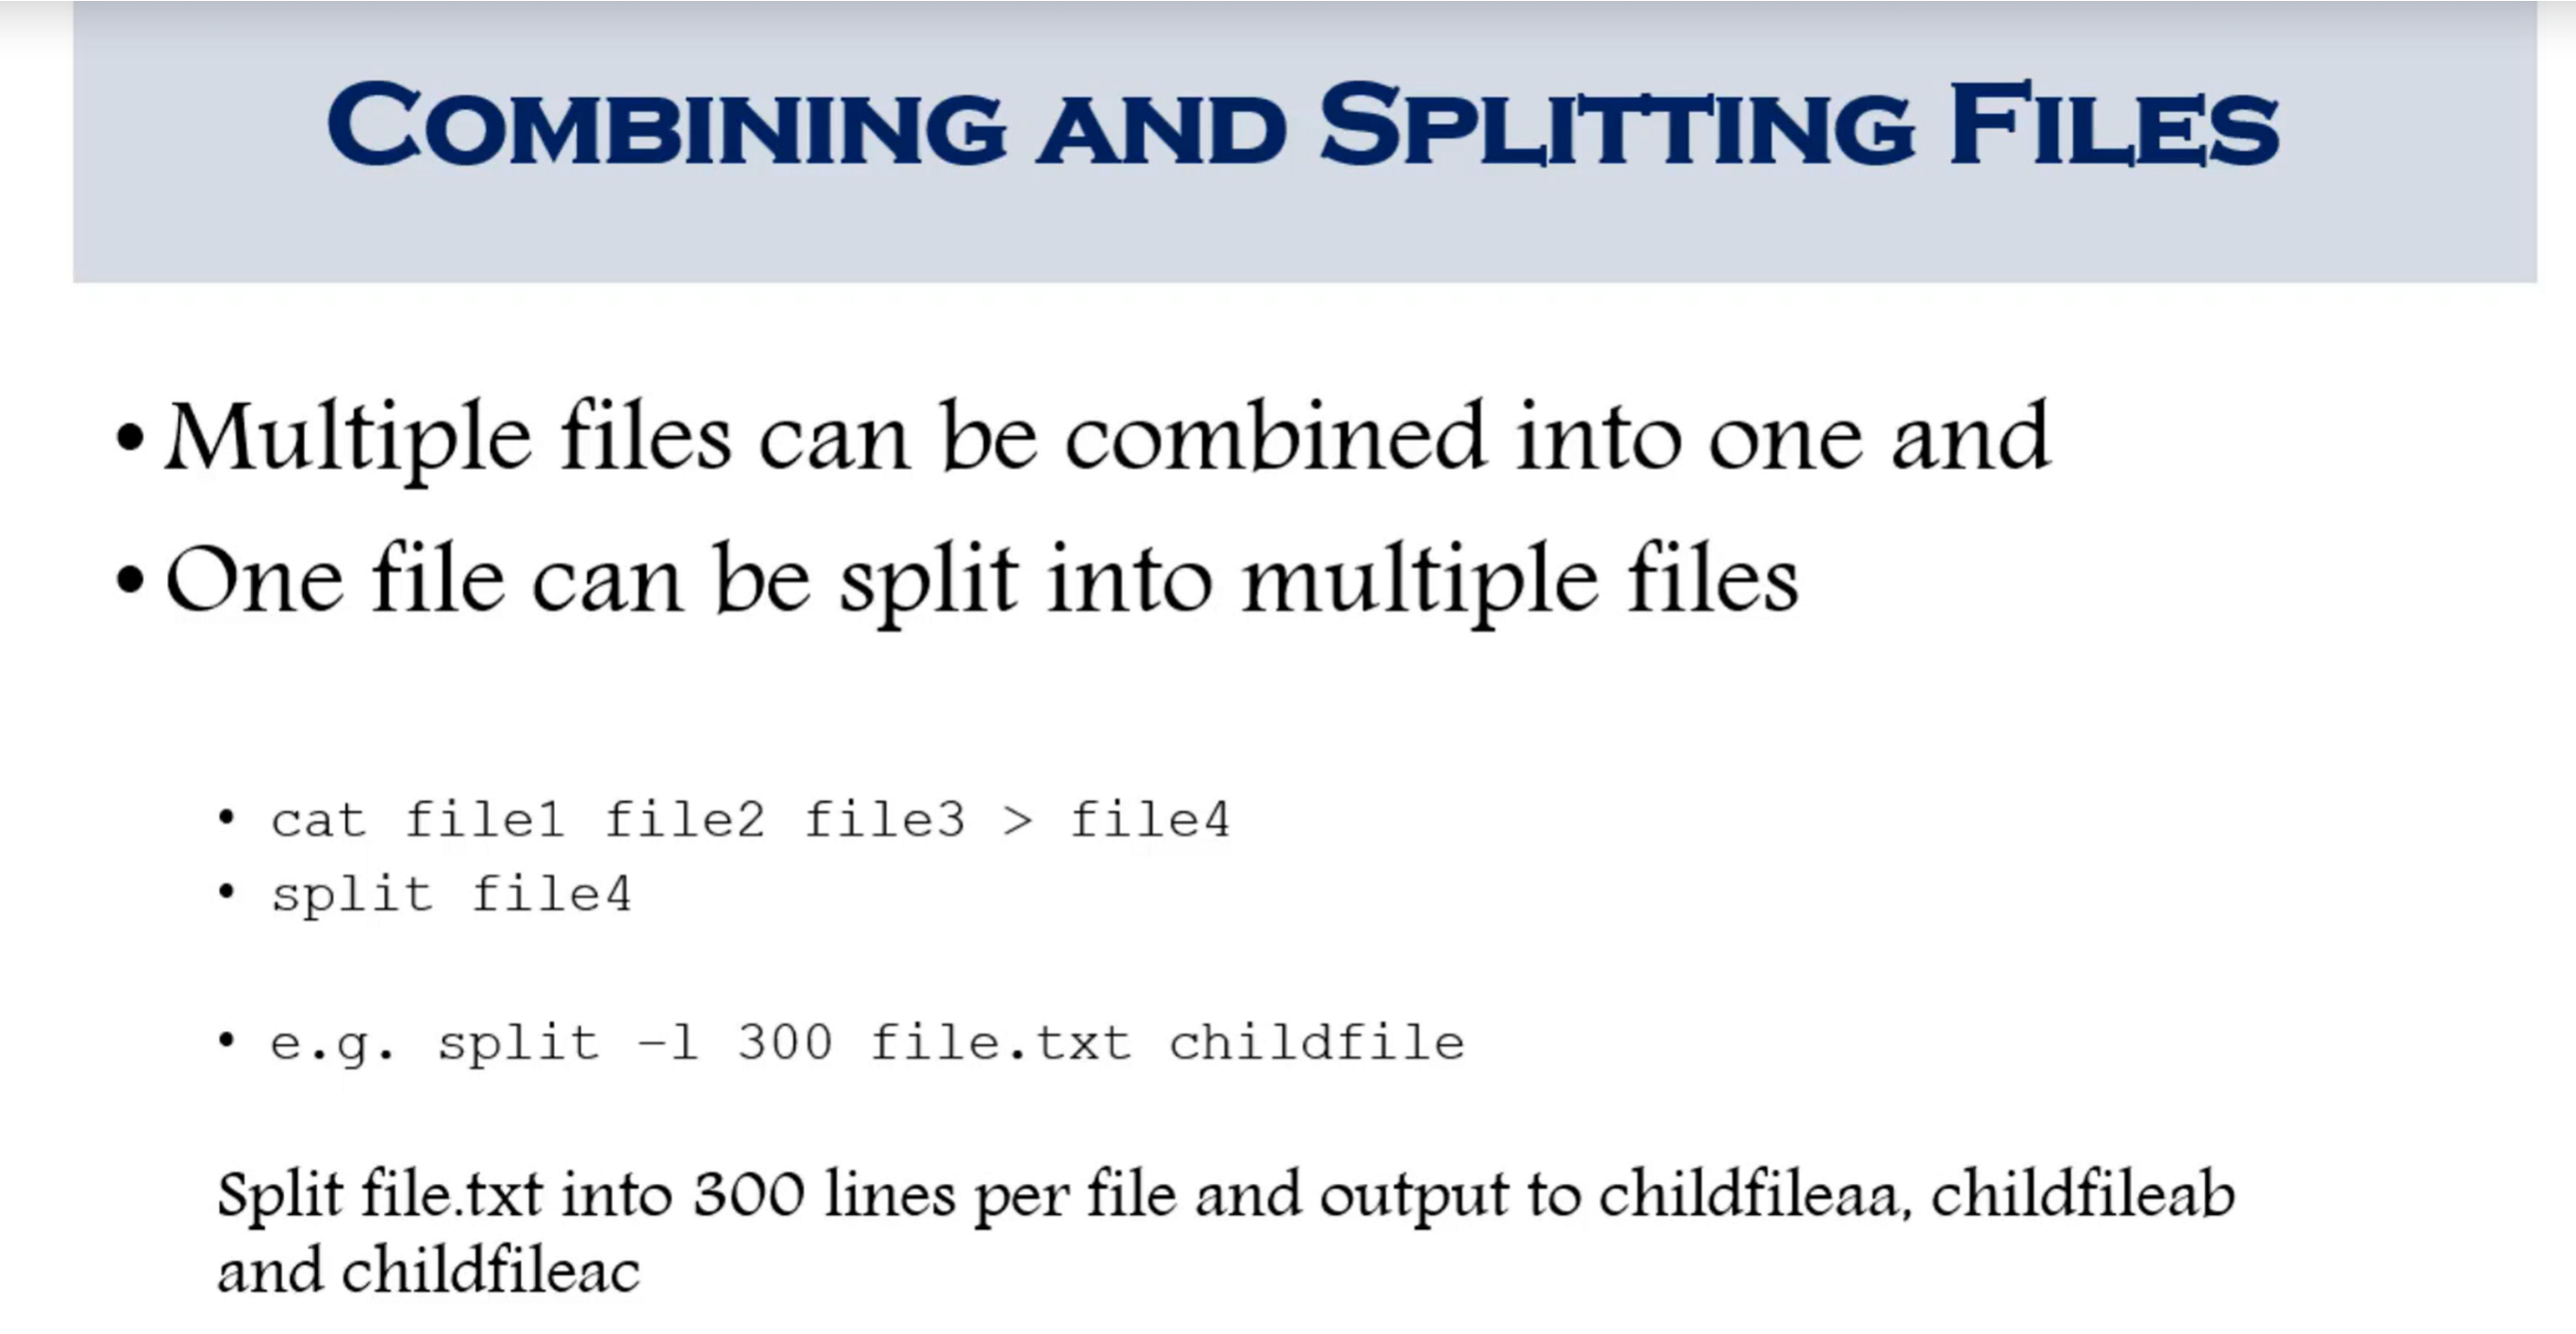 COMBINING AND SPLITTING FILES
• Multiple files can be combined into one and
• One file can be split into multiple files
• cat file1 file2 file3 > file4
• split file4
• e.g. split –l 300 file.txt childfile
Split file.txt into 300 lines per file and output to childfileaa, childfileab
and childfileac